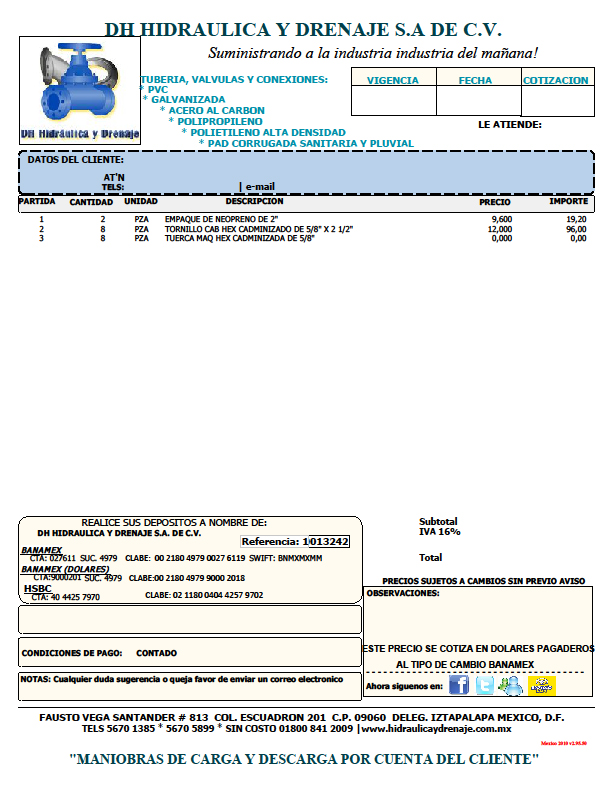 DH HIDRAULICA Y DRENAJE S.A DE C.V.
Suministrando a la industria industria del mañana!
DH Hidráulica y Drenaje
TUBERIA, VALVULAS Y CONEXIONES:
* PVC
* GALVANIZADA
* ACERO AL CARBON
* POLIPROPILENO
* POLIETILENO ALTA DENSIDAD
* PAD CORRUGADA SANITARIA Y PLUVIAL
VIGENCIA FECHA COTIZACION
LE ATIENDE:
DATOS DEL CLIENTE:
AT'N
TELS: | e-mail
PARTIDA CANTIDAD UNIDAD DESCRIPCION PRECIO IMPORTE
1 2 PZA EMPAQUE DE NEOPRENO DE 2" 9,600 19,20
2 8 PZA TORNILLO CAB HEX CADMINIZADO DE 5/8" X 2 1/2" 12,000 96,00
3 8 PZA TUERCA MAQ HEX CADMINIZADA DE 5/8" 0,000 0,00
REALICE SUS DEPOSITOS A NOMBRE DE:
DH HIDRAULICA Y DRENAJE S.A. DE C.V.
Referencia: 1013242
BANAMEX
CTA: 027611 SUC. 4979 CLABE: 00 2180 4979 0027 6119 SWIFT: BNMXMXMM
BANAMEX (DOLARES)
CTA:9000201 SUC. 4979 CLABE:00 2180 4979 9000 2018
HSBC
CTA: 40 4425 7970 CLABE: 02 1180 0404 4257 9702
Subtotal
IVA 16%
Total
PRECIOS SUJETOS A CAMBIOS SIN PREVIO AVISO
OBSERVACIONES:
ESTE PRECIO SE COTIZA EN DOLARES PAGADEROS
AL TIPO DE CAMBIO BANAMEX
CONDICIONES DE PAGO: CONTADO
NOTAS: Cualquier duda sugerencia o queja favor de enviar un correo electronico
Ahora siguenos en:
FAUSTO VEGA SANTANDER # 813 COL. ESCUADRON 201 C.P. 09060 DELEG. IZTAPALAPA MEXICO, D.F.
TELS 5670 1385 * 5670 5899 * SIN COSTO 01800 841 2009 |www.hidraulicaydrenaje.com.mx
"MANIOBRAS DE CARGA Y DESCARGA POR CUENTA DEL CLIENTE"